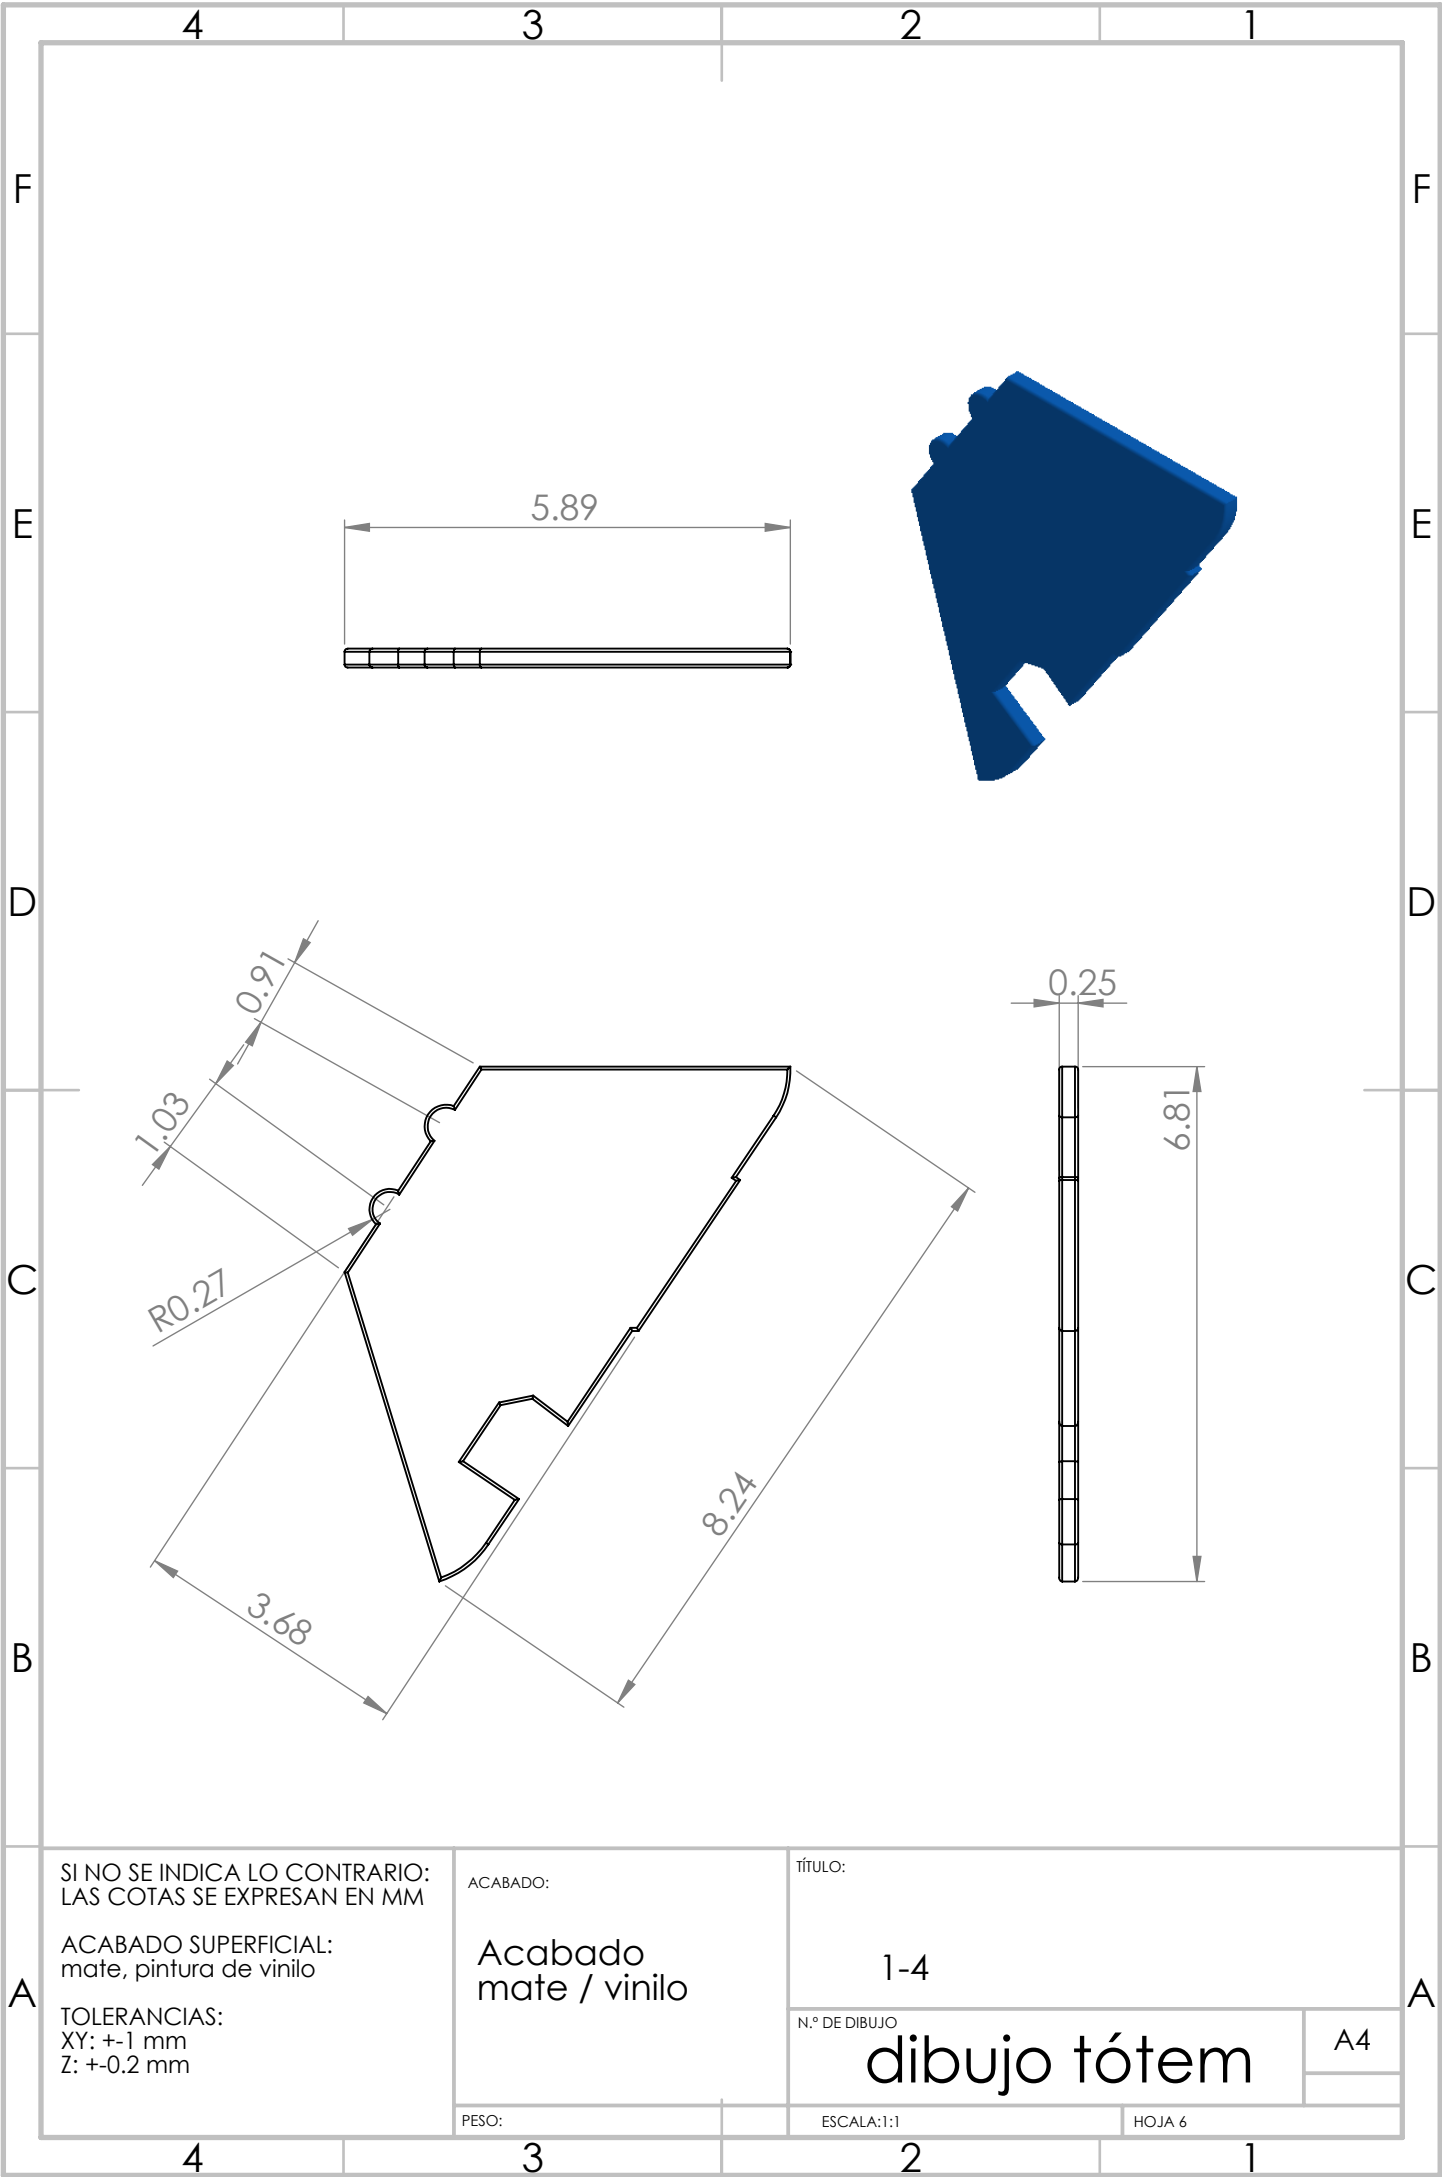 4 3 2 1
F F
E E
D D
C C
B B
A A
5.89
0.91
1.03
R0.27
3.68
8.24
0.25
6.81
SI NO SE INDICA LO CONTRARIO:
LAS COTAS SE EXPRESAN EN MM
ACABADO SUPERFICIAL:
mate, pintura de vinilo
TOLERANCIAS:
XY: +-1 mm
Z: +-0.2 mm
ACABADO:
Acabado
mate / vinilo
PESO:
TÍTULO:
1-4
N.º DE DIBUJO
dibujo tótem
A4
ESCALA:1:1
HOJA 6
4 3 2 1